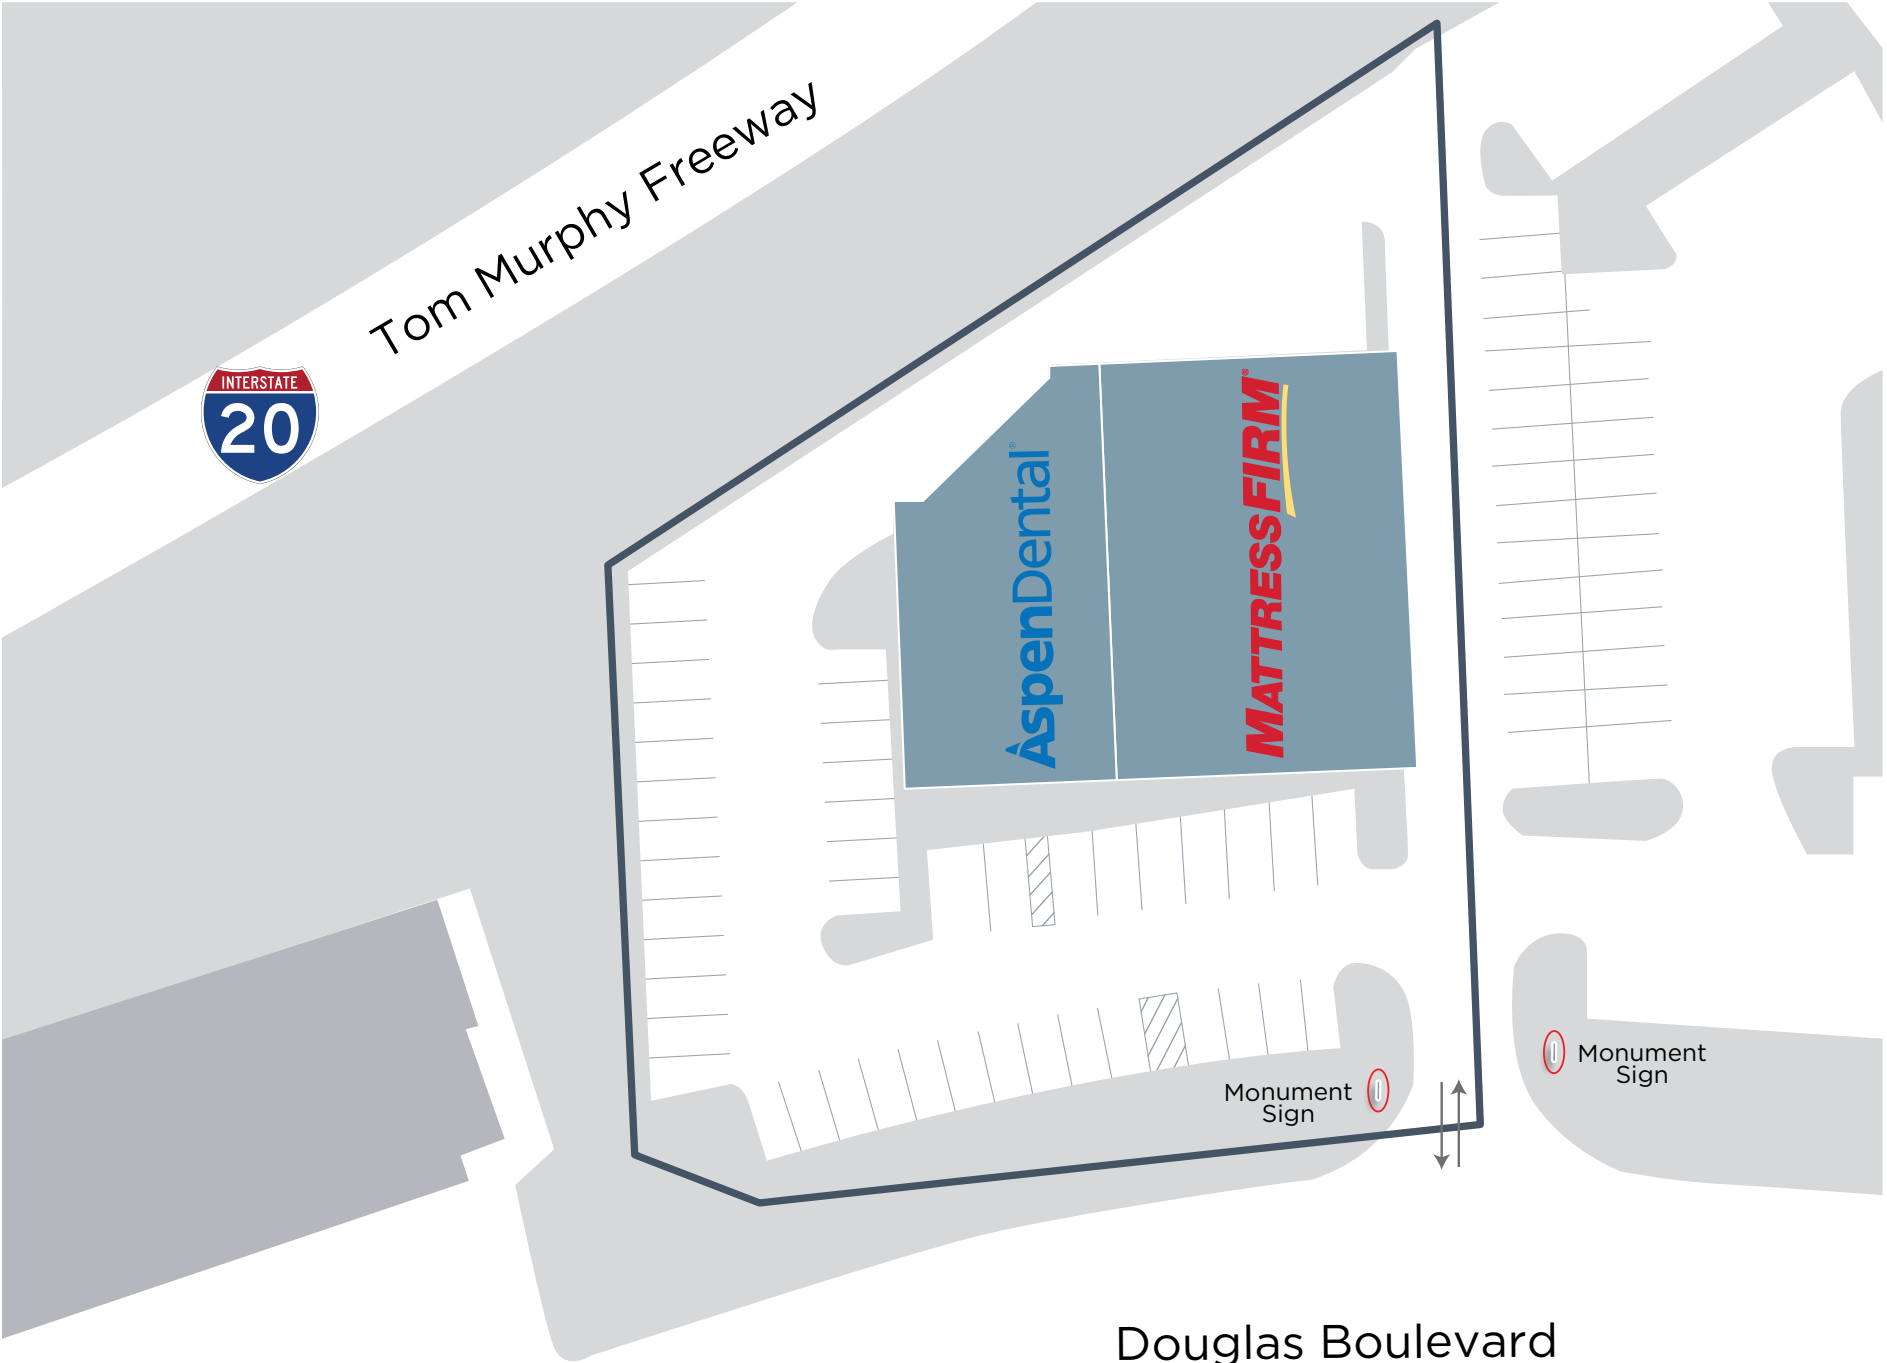 Tom Murphy Freeway
INTERSTATE
20
AspenDental®
MATTRESSFIRM®
Monument
Sign
Monument
Sign
Douglas Boulevard